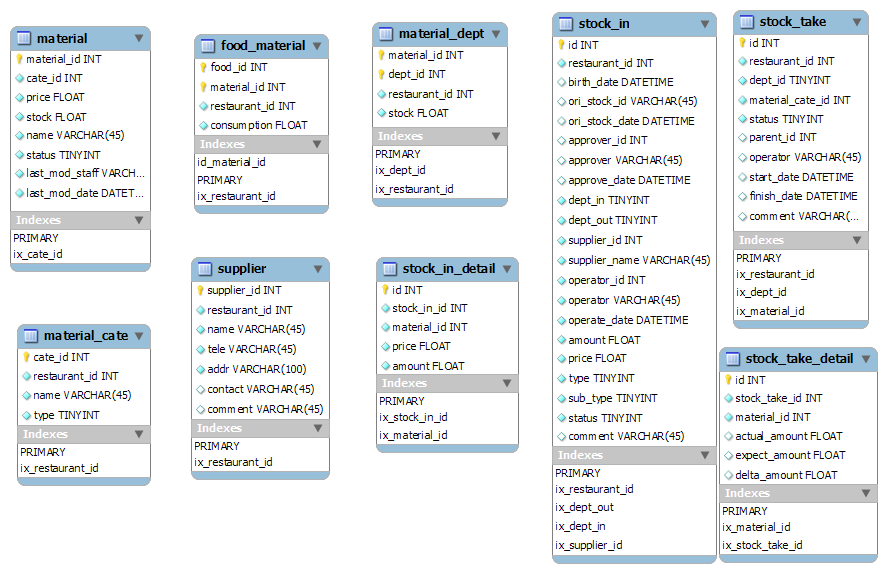 material
material_id INT
cate_id INT
price FLOAT
stock FLOAT
name VARCHAR(45)
status TINYINT
last_mod_staff VARCH...
last_mod_date DATET...
Indexes
PRIMARY
ix_cate_id
food_material
food_id INT
material_id INT
restaurant_id INT
consumption FLOAT
Indexes
id_material_id
PRIMARY
ix_restaurant_id
material_dept
material_id INT
dept_id INT
restaurant_id INT
stock FLOAT
Indexes
PRIMARY
ix_dept_id
ix_restaurant_id
stock_in
id INT
restaurant_id INT
birth_date DATETIME
ori_stock_id VARCHAR(45)
ori_stock_date DATETIME
approver_id INT
approver VARCHAR(45)
approve_date DATETIME
dept_in TINYINT
dept_out TINYINT
supplier_id INT
supplier_name VARCHAR(45)
operator_id INT
operator VARCHAR(45)
operate_date DATETIME
amount FLOAT
price FLOAT
type TINYINT
sub_type TINYINT
status TINYINT
comment VARCHAR(45)
Indexes
PRIMARY
ix_restaurant_id
ix_dept_out
ix_dept_in
ix_supplier_id
stock_take
id INT
restaurant_id INT
dept_id TINYINT
material_cate_id INT
status TINYINT
parent_id INT
operator VARCHAR(45)
start_date DATETIME
finish_date DATETIME
comment VARCHAR(...
Indexes
PRIMARY
ix_restaurant_id
ix_dept_id
ix_material_id
material_cate
cate_id INT
restaurant_id INT
name VARCHAR(45)
type TINYINT
Indexes
PRIMARY
ix_restaurant_id
supplier
supplier_id INT
restaurant_id INT
name VARCHAR(45)
tele VARCHAR(45)
addr VARCHAR(100)
contact VARCHAR(45)
comment VARCHAR(45)
Indexes
PRIMARY
ix_restaurant_id
stock_in_detail
id INT
stock_in_id INT
material_id INT
price FLOAT
amount FLOAT
Indexes
PRIMARY
ix_stock_in_id
ix_material_id
stock_take_detail
id INT
stock_take_id INT
material_id INT
actual_amount FLOAT
expect_amount FLOAT
delta_amount FLOAT
Indexes
PRIMARY
ix_material_id
ix_stock_take_id